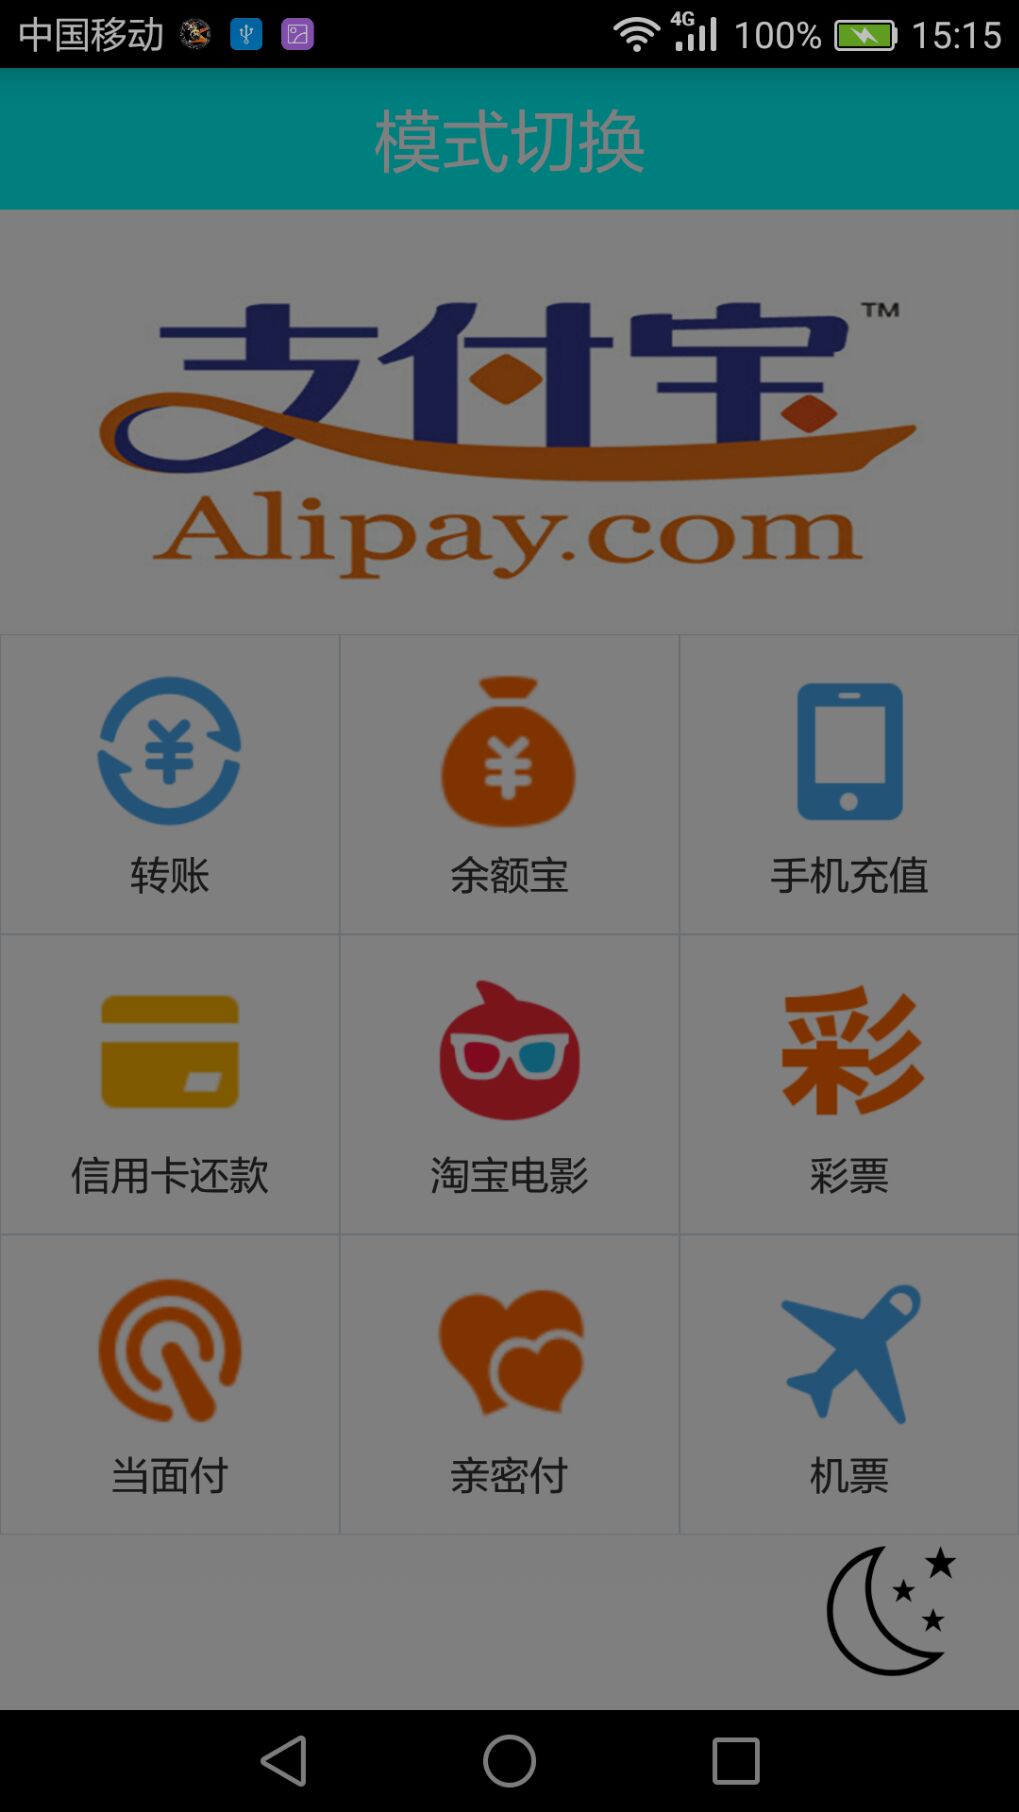 中国移动 4G 100% 15:15
模式切换
支付宝 TM
Alipay.com
转账 余额宝 手机充值
彩
信用卡还款 淘宝电影 彩票
当面付 亲密付 机票